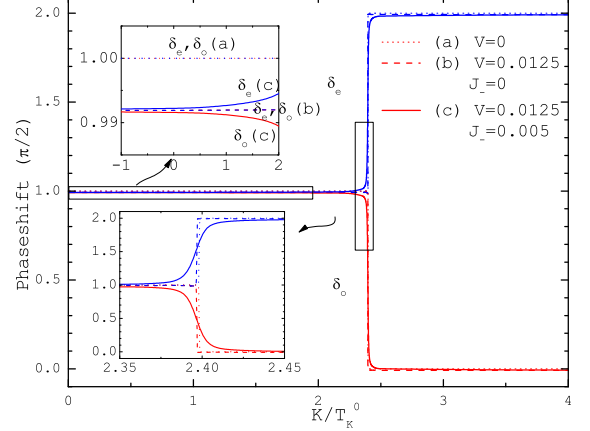 2.0
1.5
1.0
0.5
0.0
Phaseshift (π/2)
0
1
2
3
4
K/T_K^0
δ_e
δ_o
(a) V=0
(b) V=0.0125
J_-=0
(c) V=0.0125
J_-=0.005
1.00
0.99
-1
0
1
2
δ_e,δ_o(a)
δ_e(c)
δ_e,δ_o(b)
δ_o(c)
2.0
1.5
1.0
0.5
0.0
2.35
2.40
2.45